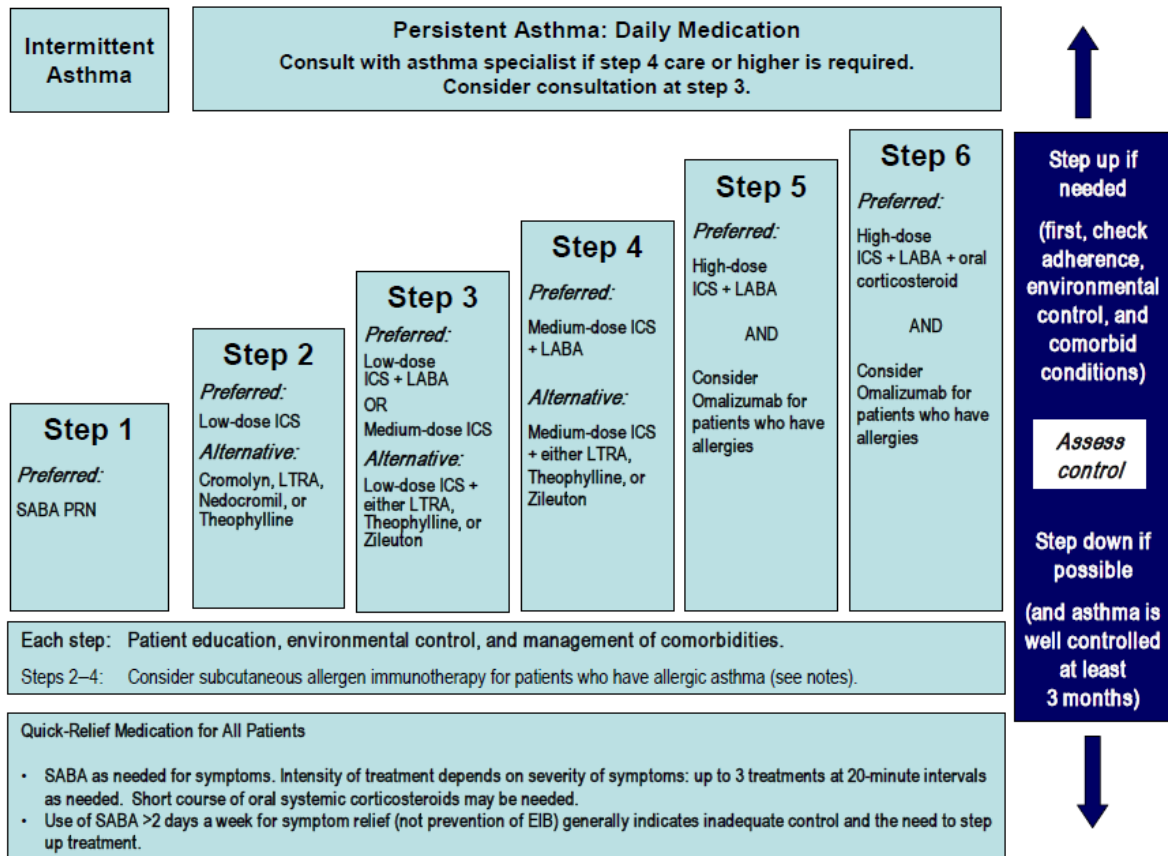 Intermittent
Asthma
Persistent Asthma: Daily Medication
Consult with asthma specialist if step 4 care or higher is required.
Consider consultation at step 3.
Step 1
Preferred:
SABA PRN
Step 2
Preferred:
Low-dose ICS
Alternative:
Cromolyn, LTRA,
Nedocromil, or
Theophylline
Step 3
Preferred:
Low-dose
ICS + LABA
OR
Medium-dose ICS
Alternative:
Low-dose ICS +
either LTRA,
Theophylline, or
Zileuton
Step 4
Preferred:
Medium-dose ICS
+ LABA
Alternative:
Medium-dose ICS
+ either LTRA,
Theophylline, or
Zileuton
Step 5
Preferred:
High-dose
ICS + LABA
AND
Consider
Omalizumab for
patients who have
allergies
Step 6
Preferred:
High-dose
ICS + LABA + oral
corticosteroid
AND
Consider
Omalizumab for
patients who have
allergies
Step up if
needed
(first, check
adherence,
environmental
control, and
comorbid
conditions)
Assess
control
Step down if
possible
(and asthma is
well controlled
at least
3 months)
Each step: Patient education, environmental control, and management of comorbidities.
Steps 2–4: Consider subcutaneous allergen immunotherapy for patients who have allergic asthma (see notes).
Quick-Relief Medication for All Patients
• SABA as needed for symptoms. Intensity of treatment depends on severity of symptoms: up to 3 treatments at 20-minute intervals
as needed. Short course of oral systemic corticosteroids may be needed.
• Use of SABA >2 days a week for symptom relief (not prevention of EIB) generally indicates inadequate control and the need to step
up treatment.